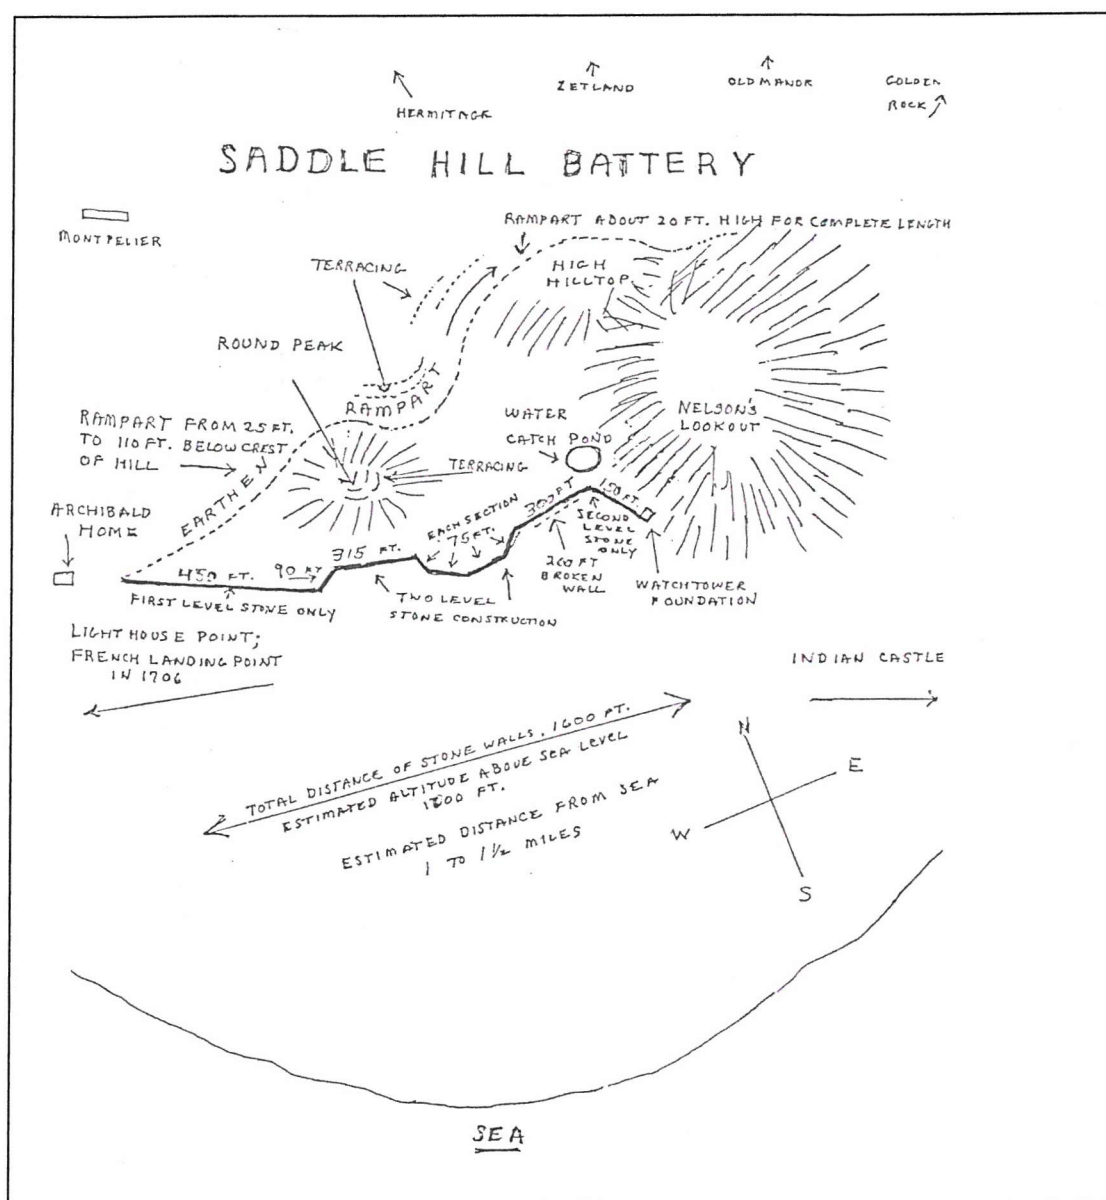 HERMITAGE
ZETLAND
OLD MANOR
GOLDEN
ROCK
SADDLE HILL BATTERY
MONTPELIER
RAMPART ABOUT 20 FT. HIGH FOR COMPLETE LENGTH
TERRACING
HIGH
HILLTOP
ROUND PEAK
RAMPART
NELSON'S
LOOKOUT
WATER
CATCH POND
RAMPART FROM 25 FT.
TO 110 FT. BELOW CREST
OF HILL
EARTHEN
TERRACING
ARCHIBALD
HOME
EACH SECTION
75 FT.
300 FT
150 FT.
SECOND
LEVEL
STONE
ONLY
450 FT.
90 FT
315 FT.
260 FT
BROKEN
WALL
WATCHTOWER
FOUNDATION
FIRST LEVEL STONE ONLY
TWO LEVEL
STONE CONSTRUCTION
LIGHTHOUSE POINT;
FRENCH LANDING POINT
IN 1706
INDIAN CASTLE
TOTAL DISTANCE OF STONE WALLS, 1600 FT.
ESTIMATED ALTITUDE ABOVE SEA LEVEL
FT.
ESTIMATED DISTANCE FROM SEA
1 TO 1½ MILES
N
E
W
S
SEA